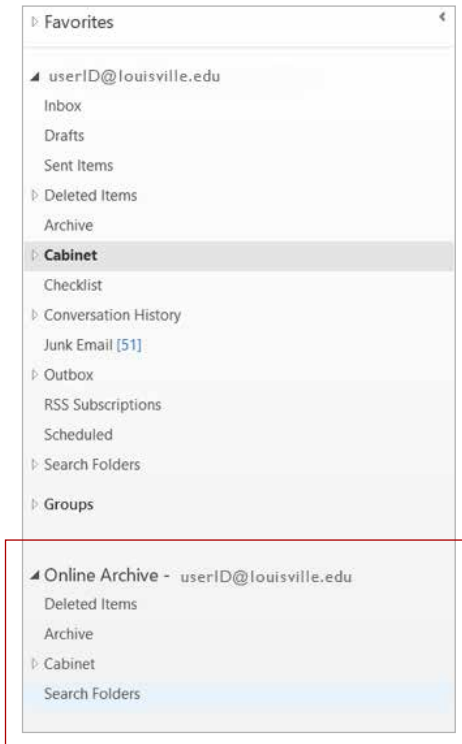 Favorites
userID@louisville.edu
Inbox
Drafts
Sent Items
Deleted Items
Archive
Cabinet
Checklist
Conversation History
Junk Email [51]
Outbox
RSS Subscriptions
Scheduled
Search Folders
Groups
Online Archive - userID@louisville.edu
Deleted Items
Archive
Cabinet
Search Folders